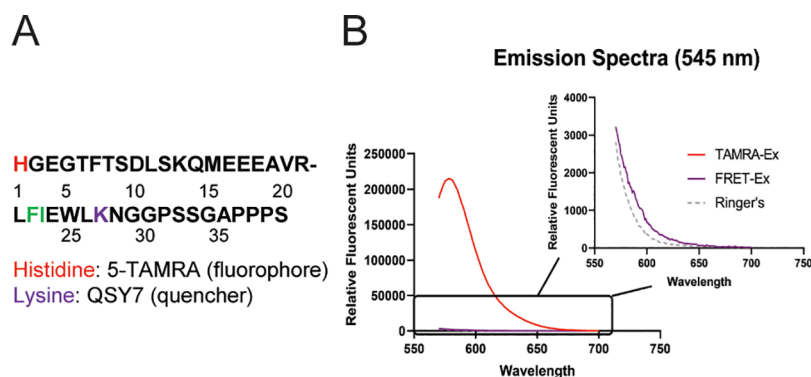 A
HGEGTFTSDLSKQMEEEAVR-
1 5 10 15 20
LFIEWLKNGGPSSGAPPPS
25 30 35
Histidine: 5-TAMRA (fluorophore)
Lysine: QSY7 (quencher)
B
Emission Spectra (545 nm)
Relative Fluorescent Units
250000
200000
150000
100000
50000
0
550 600 650 700 750
Wavelength
Relative Fluorescent Units
4000
3000
2000
1000
0
550 600 650 700 750
Wavelength
TAMRA-Ex
FRET-Ex
Ringer's